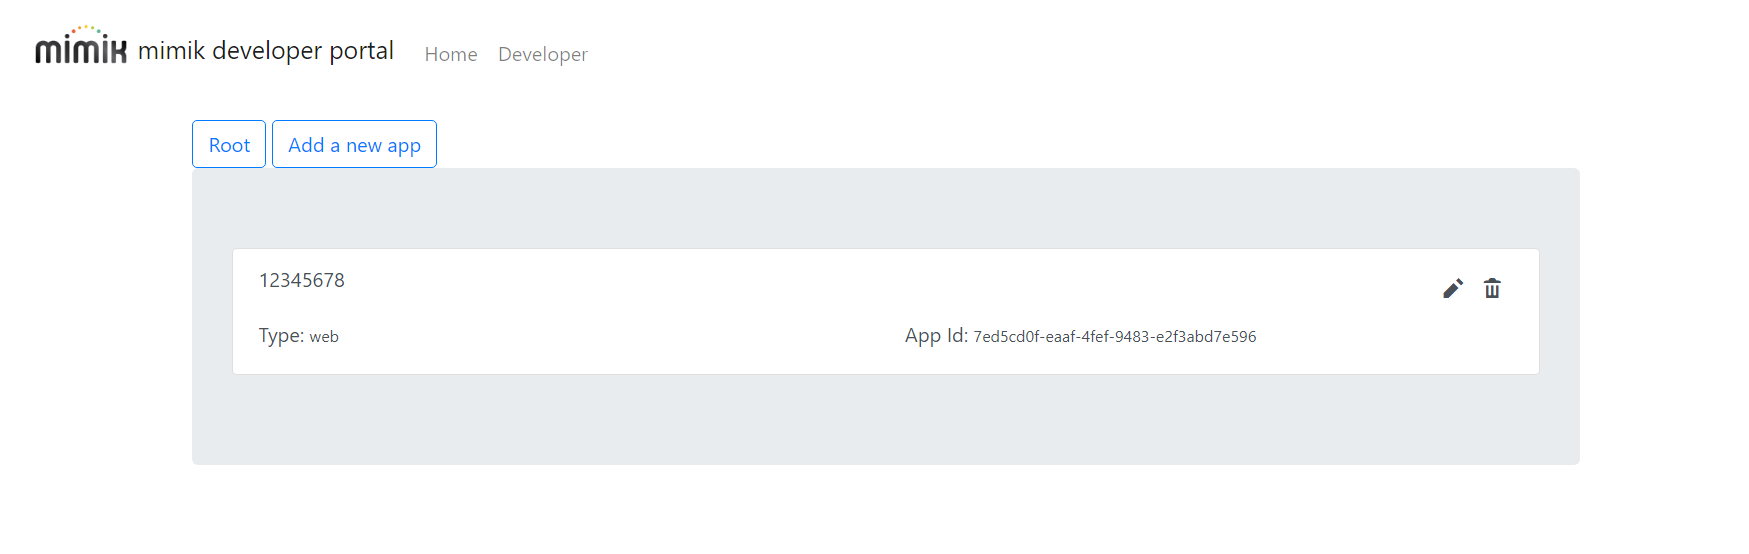 mimik mimik developer portal Home Developer
Root Add a new app
12345678
Type: web App Id: 7ed5cd0f-eaaf-4fef-9483-e2f3abd7e596